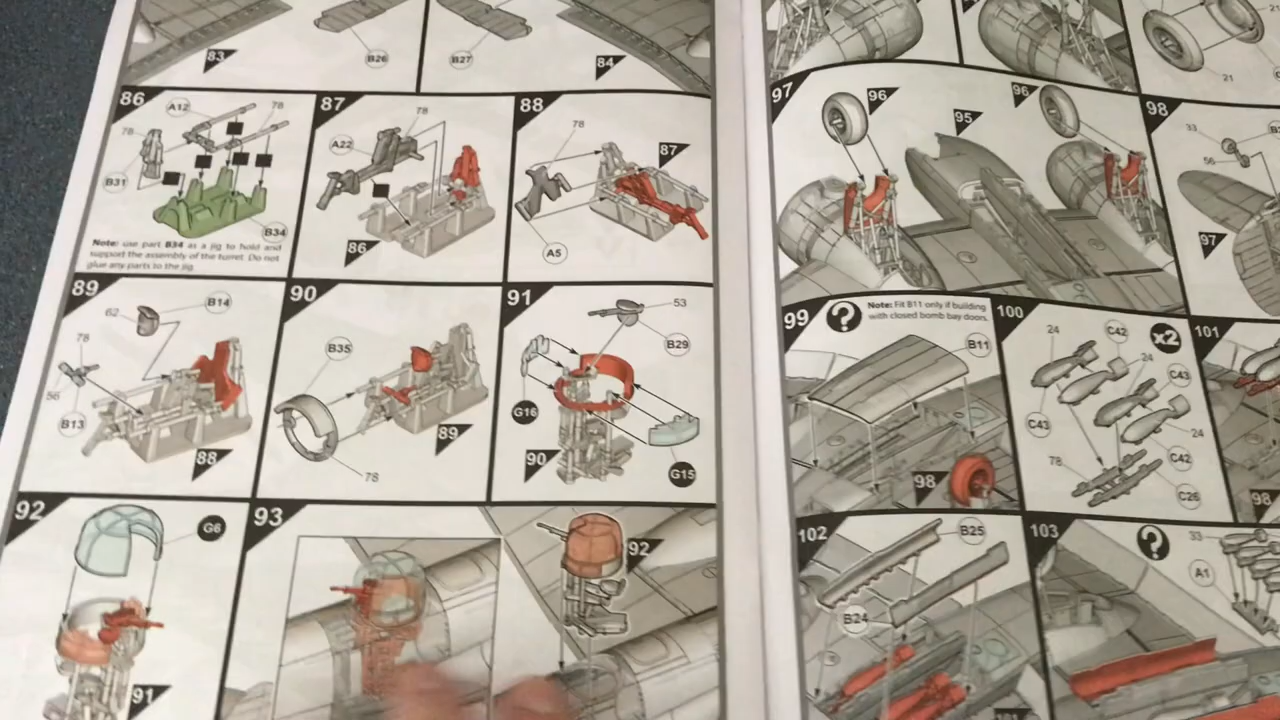 83
B26
B27
84
86
A12
78
78
B31
B34
Note: use part B34 as a jig to hold and
support the assembly of the turret. Do not
glue any parts to the jig
87
78
A22
86
88
78
87
A5
89
62
B14
78
56
B13
88
90
B35
89
78
91
53
B29
G16
90
G15
92
G6
91
93
92
21
97
96
96
95
98
33
56
97
99
?
Note: Fit B11 only if building
with closed bomb bay doors.
B11
98
100
24
C42
x2
24
C43
C43
24
78
C42
C26
101
98
102
B25
B24
101
103
?
33
A1